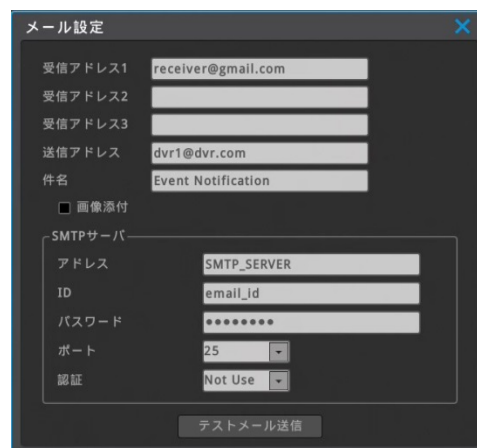 メール設定
受信アドレス1 receiver@gmail.com
受信アドレス2
受信アドレス3
送信アドレス dvr1@dvr.com
件名 Event Notification
画像添付
SMTPサーバ
アドレス SMTP_SERVER
ID email_id
パスワード ●●●●●●●●
ポート 25
認証 Not Use
テストメール送信